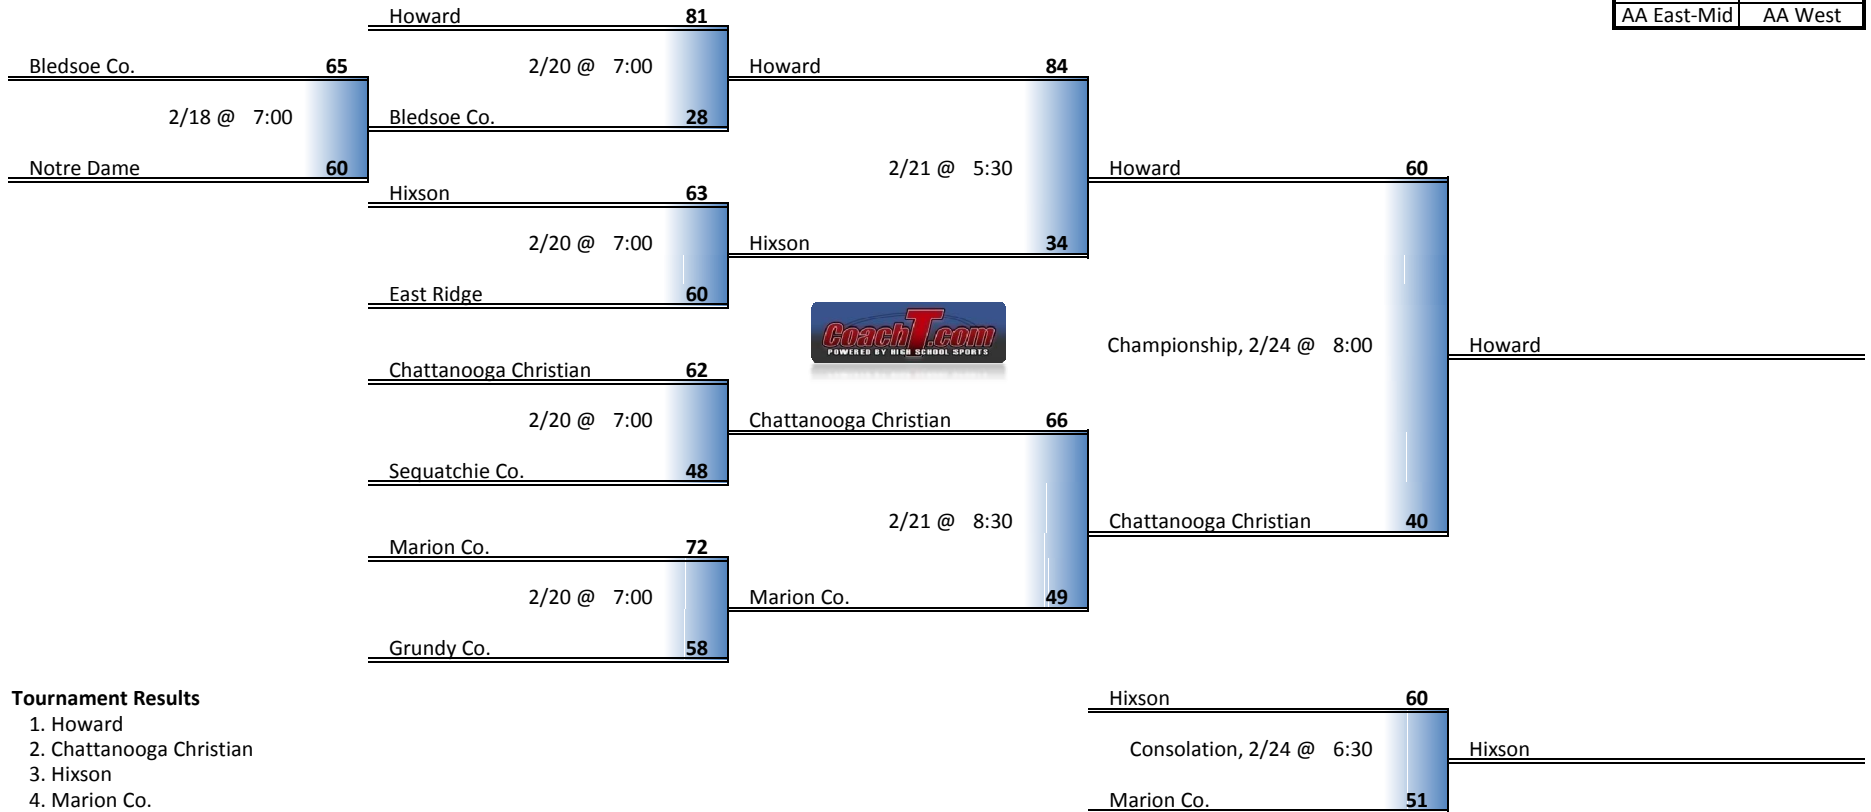 AA East-Mid AA West
Howard 81
2/20 @ 7:00
Bledsoe Co. 28
Bledsoe Co. 65
2/18 @ 7:00
Notre Dame 60
Hixson 63
2/20 @ 7:00
East Ridge 60
Chattanooga Christian 62
2/20 @ 7:00
Sequatchie Co. 48
Marion Co. 72
2/20 @ 7:00
Grundy Co. 58
Howard 84
2/21 @ 5:30
Hixson 34
CoachT.com
POWERED BY HIGH SCHOOL SPORTS
Chattanooga Christian 66
2/21 @ 8:30
Marion Co. 49
Howard 60
Championship, 2/24 @ 8:00
Chattanooga Christian 40
Howard
Tournament Results
1. Howard
2. Chattanooga Christian
3. Hixson
4. Marion Co.
Hixson 60
Consolation, 2/24 @ 6:30
Marion Co. 51
Hixson